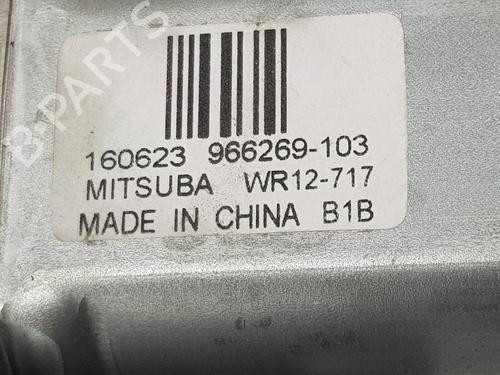 B-PARTS
160623 966269-103
MITSUBA WR12-717
MADE IN CHINA B1B